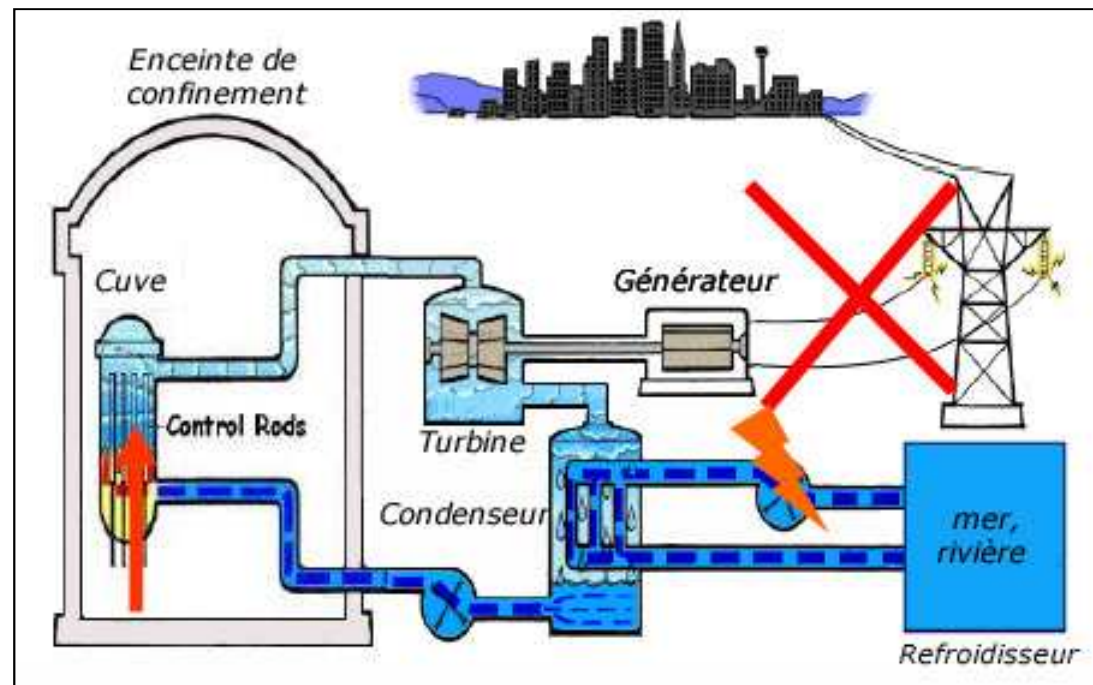 Enceinte de
confinement
Cuve
Générateur
Control Rods
Turbine
Condenseur
mer,
rivière
Refroidisseur